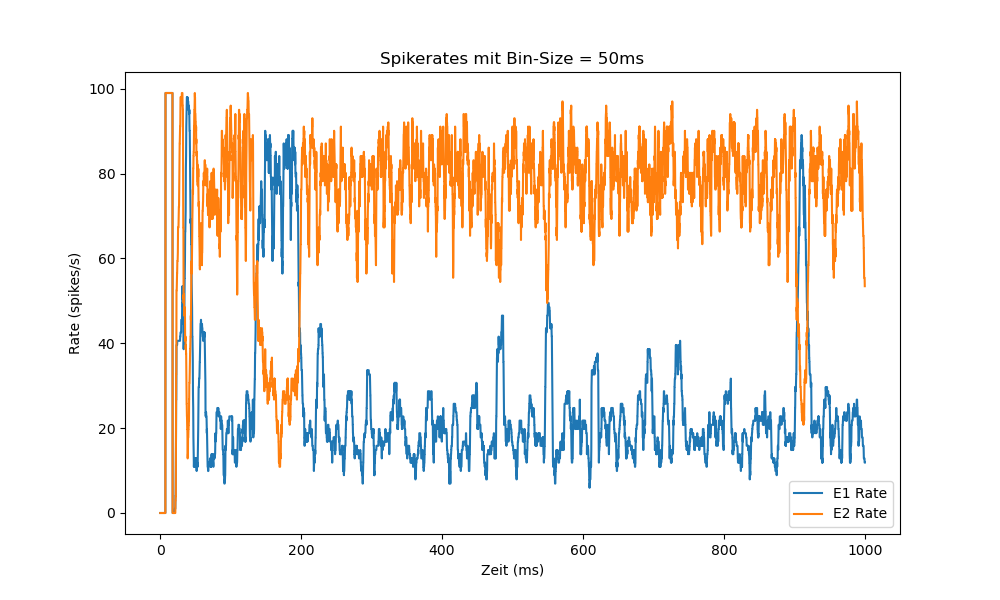 Spikerates mit Bin-Size = 50ms
Rate (spikes/s)
100
80
60
40
20
0
0 200 400 600 800 1000
Zeit (ms)
E1 Rate
E2 Rate